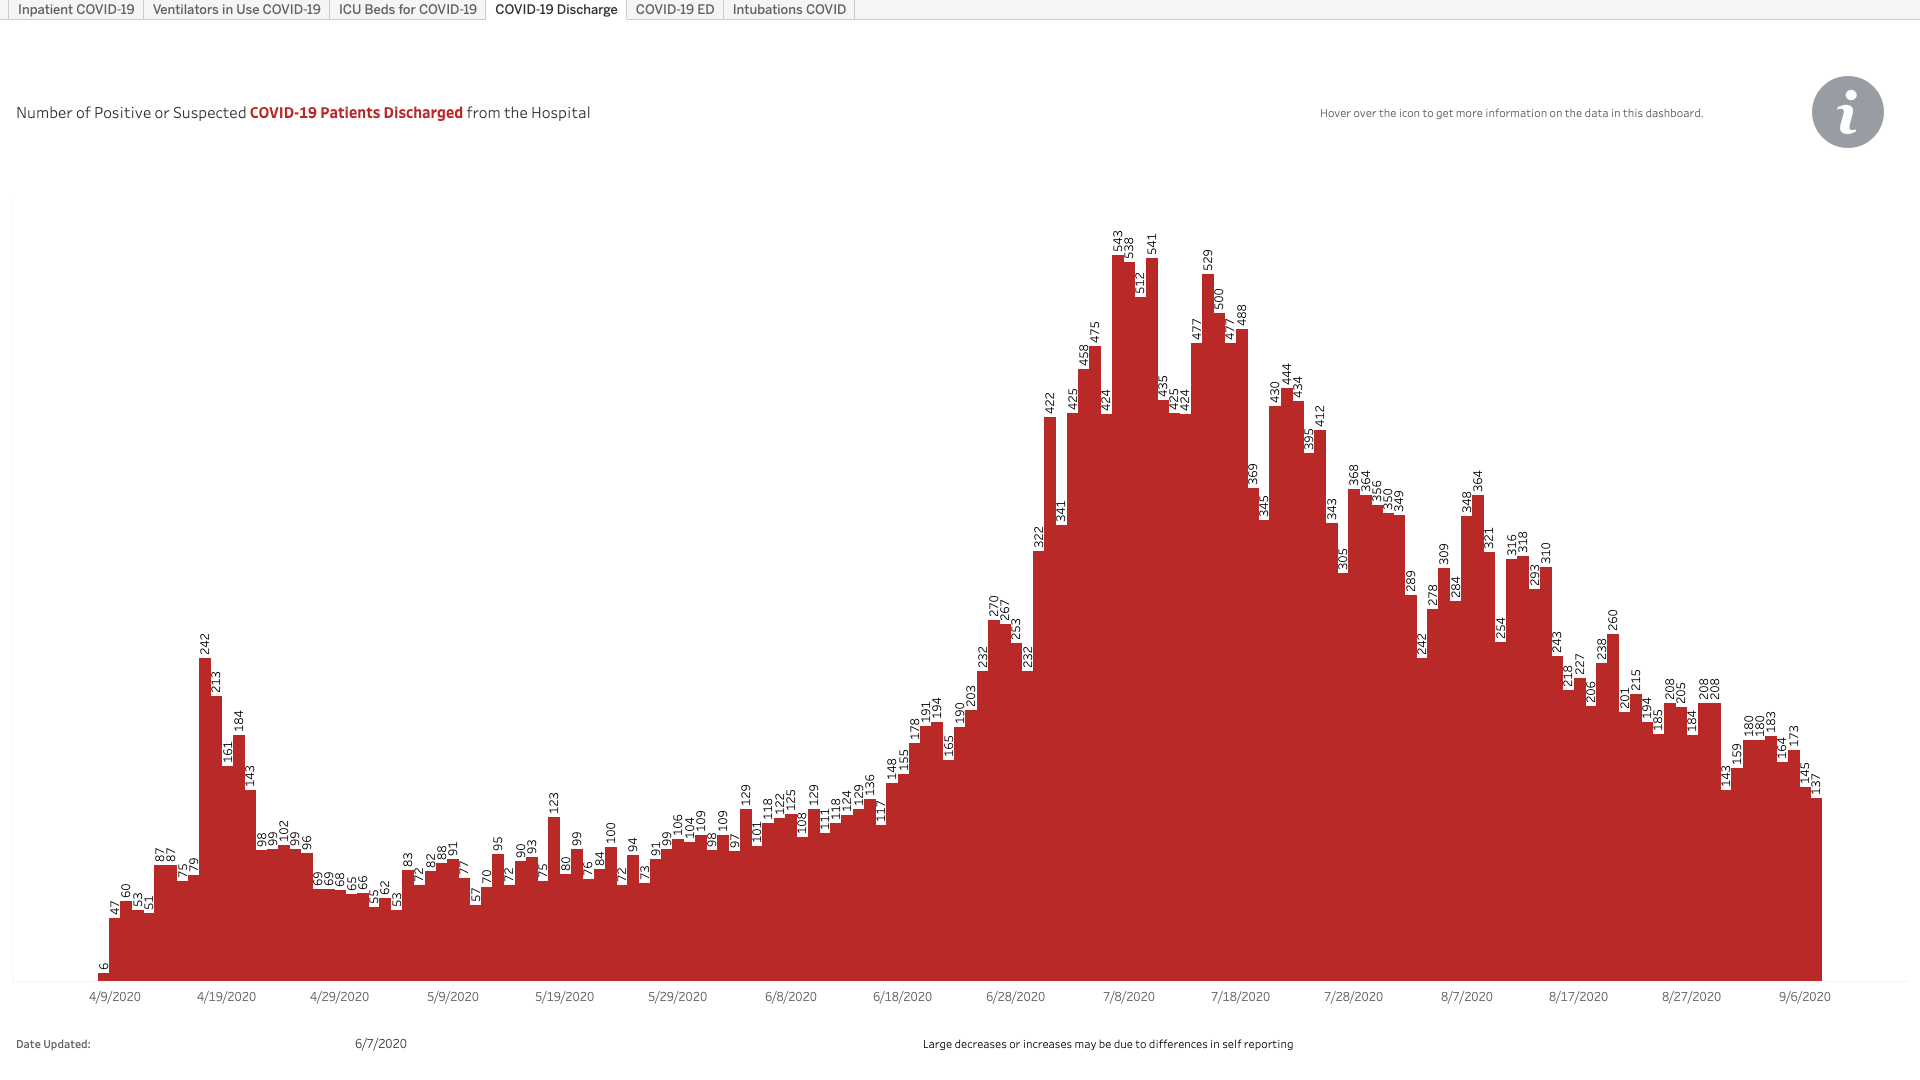 Inpatient COVID-19 Ventilators in Use COVID-19 ICU Beds for COVID-19 COVID-19 Discharge COVID-19 ED Intubations COVID
Number of Positive or Suspected COVID-19 Patients Discharged from the Hospital
Hover over the icon to get more information on the data in this dashboard.
i
6 47 60 53 51 87 87 75 79 242 213 161 184 143 98 99 102 99 96 69 69 68 65 66 55 62 53 83 72 82 88 91 77 57 70 95 72 90 93 75 123 80 99 76 84 100 72 94 73 91 99 106 104 109 98 109 97 129 101 118 122 125 108 129 111 118 124 129 136 117 148 155 178 191 194 165 190 203 232 270 267 253 232 322 422 341 425 458 475 424 543 538 512 541 435 425 424 477 529 500 477 488 369 345 430 444 434 395 412 343 305 368 364 356 350 349 289 242 278 309 284 348 364 321 254 316 318 293 310 243 218 227 206 238 260 201 215 194 185 208 205 184 208 208 143 159 180 180 183 164 173 145 137
4/9/2020 4/19/2020 4/29/2020 5/9/2020 5/19/2020 5/29/2020 6/8/2020 6/18/2020 6/28/2020 7/8/2020 7/18/2020 7/28/2020 8/7/2020 8/17/2020 8/27/2020 9/6/2020
Date Updated: 6/7/2020 Large decreases or increases may be due to differences in self reporting